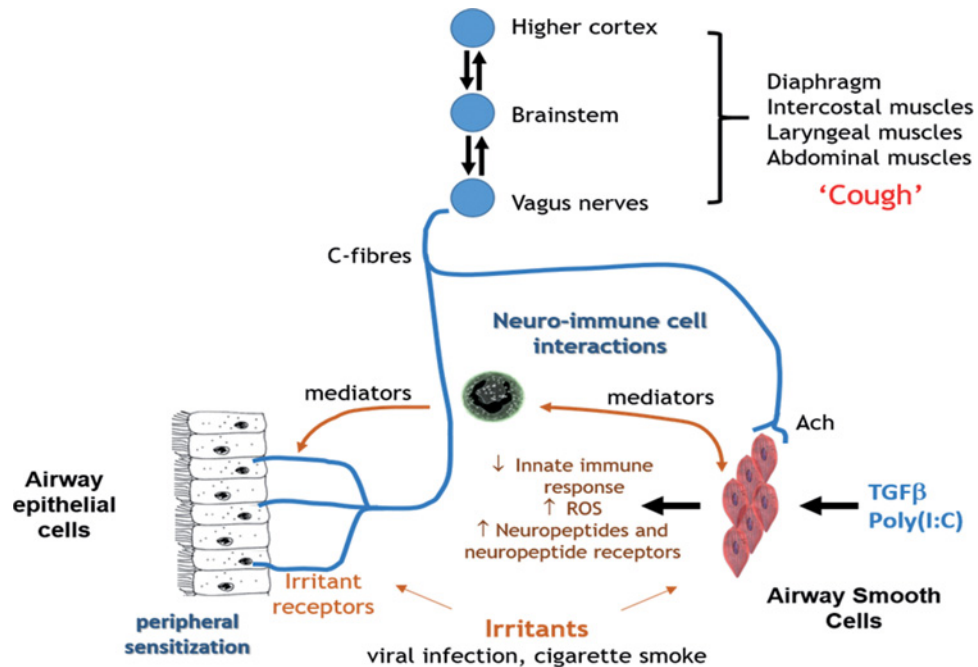 Higher cortex
Brainstem
Vagus nerves
Diaphragm
Intercostal muscles
Laryngeal muscles
Abdominal muscles
‘Cough’
C-fibres
Neuro-immune cell
interactions
mediators
mediators
Ach
Airway
epithelial
cells
↓ Innate immune
response
↑ ROS
↑ Neuropeptides and
neuropeptide receptors
TGFβ
Poly(I:C)
Irritant
receptors
peripheral
sensitization
Irritants
viral infection, cigarette smoke
Airway Smooth
Cells